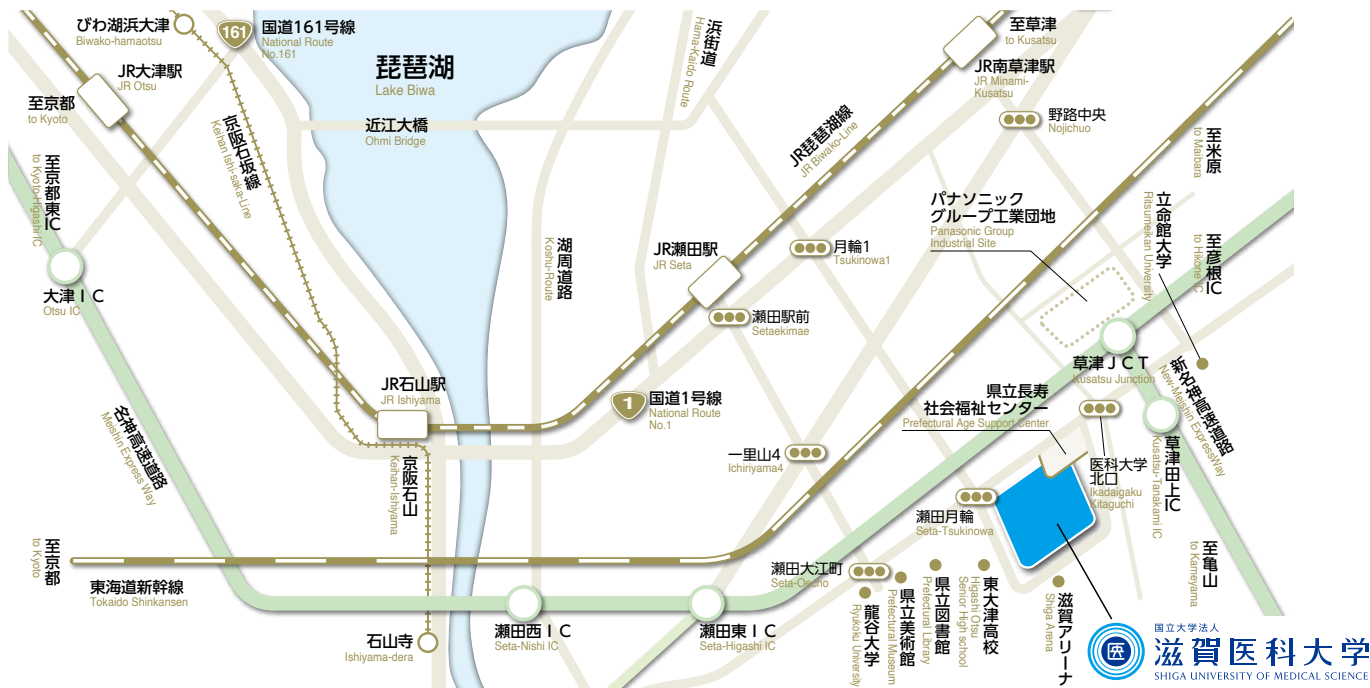 びわ湖浜大津
Biwako-hamaotsu
161
国道161号線
National Route
No.161
琵琶湖
Lake Biwa
浜街道
Hama-Kaido Route
至草津
to Kusatsu
JR南草津駅
JR Minami-
Kusatsu
JR大津駅
JR Otsu
至京都
to Kyoto
近江大橋
Ohmi Bridge
京阪石坂線
Keihan Ishi-saka-Line
JR琵琶湖線
JR Biwako-Line
野路中央
Nojichuo
至米原
to Maibara
至京都東IC
to Kyoto-Higashi IC
パナソニック
グループ工業団地
Panasonic Group
Industrial Site
立命館大学
Ritsumeikan University
至彦根IC
to Hikone IC
大津IC
Otsu IC
湖周道路
Koshu-Route
JR瀬田駅
JR Seta
月輪1
Tsukinowa1
瀬田駅前
Setaekimae
草津JCT
Kusatsu Junction
新名神高速道路
New-Meishin ExpressWay
JR石山駅
JR Ishiyama
1
国道1号線
National Route
No.1
県立長寿
社会福祉センター
Prefectural Age Support Center
名神高速道路
Meishin Express Way
京阪石山
Keihan-Ishiyama
一里山4
Ichiriyama4
医科大学
北口
Ikadaigaku
Kitaguchi
草津田上IC
Kusatsu-Tanakami IC
瀬田月輪
Seta-Tsukinowa
至京都
to Kyoto
東海道新幹線
Tokaido Shinkansen
瀬田大江町
Seta-Oecho
至亀山
to Kameyama
石山寺
Ishiyama-dera
瀬田西IC
Seta-Nishi IC
瀬田東IC
Seta-Higashi IC
龍谷大学
Ryukoku University
県立美術館
Prefectural Museum
県立図書館
Prefectural Library
東大津高校
Higashi Otsu
Senior High school
滋賀アリーナ
Shiga Arena
医
国立大学法人
滋賀医科大学
SHIGA UNIVERSITY OF MEDICAL SCIENCE